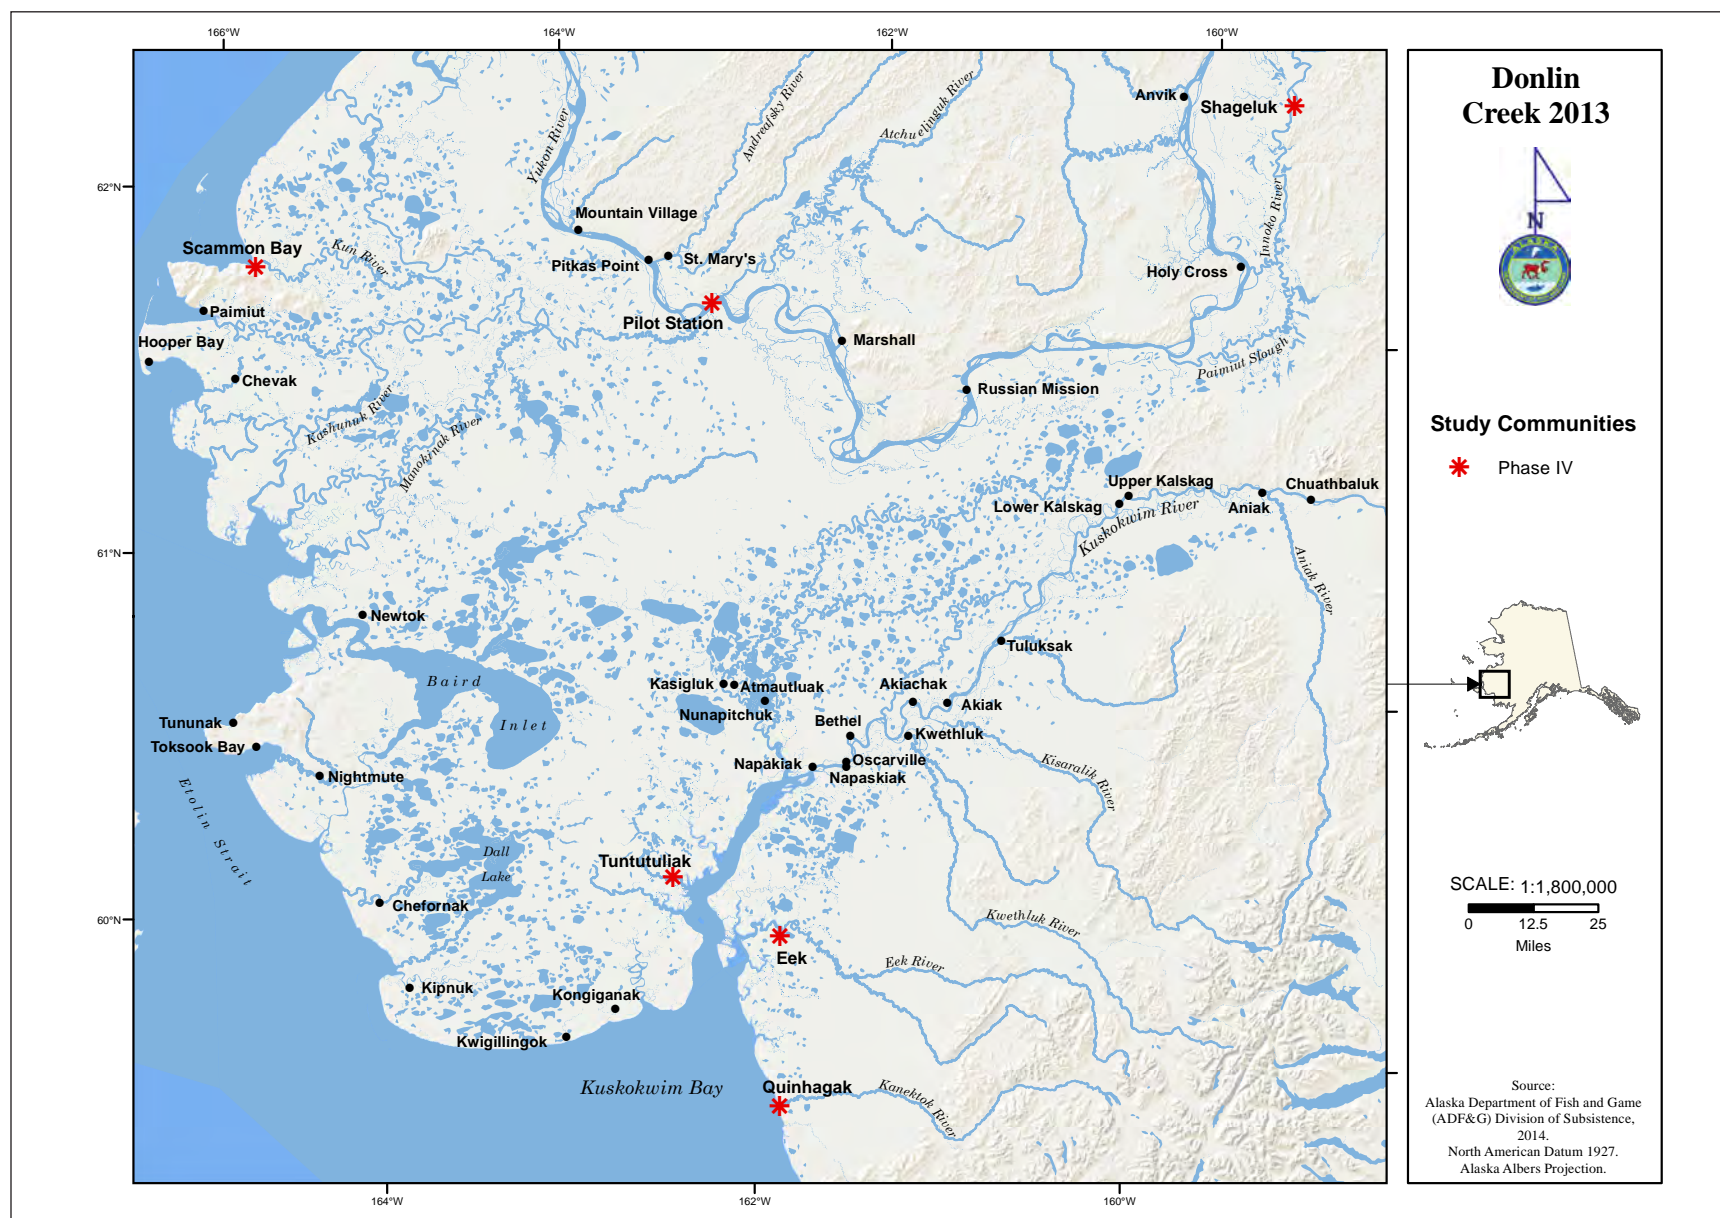 166°W
164°W
162°W
160°W
Donlin
Creek 2013
N
ALASKA
Study Communities
Phase IV
SCALE: 1:1,800,000
0 12.5 25
Miles
Source:
Alaska Department of Fish and Game
(ADF&G) Division of Subsistence,
2014.
North American Datum 1927.
Alaska Albers Projection.
62°N
61°N
60°N
Anvik
Shageluk
Yukon River
Andreafsky River
Atchuelinguk River
Innoko River
Mountain Village
Scammon Bay
Kun River
Pitkas Point
St. Mary's
Holy Cross
Paimiut
Pilot Station
Hooper Bay
Marshall
Paimiut Slough
Chevak
Russian Mission
Kashunuk River
Manokinak River
Upper Kalskag
Chuathbaluk
Lower Kalskag
Aniak
Kuskokwim River
Aniak River
Newtok
Tuluksak
Baird
Inlet
Kasigluk
Atmautluak
Akiachak
Nunapitchuk
Akiak
Tununak
Bethel
Kwethluk
Toksook Bay
Napakiak
Oscarville
Napaskiak
Nightmute
Kisaralik River
Etolin Strait
Dall
Lake
Tuntutuliak
Chefornak
Kwethluk River
Eek
Eek River
Kipnuk
Kongiganak
Kwigillingok
Kuskokwim Bay
Quinhagak
Kanektok River
164°W
162°W
160°W